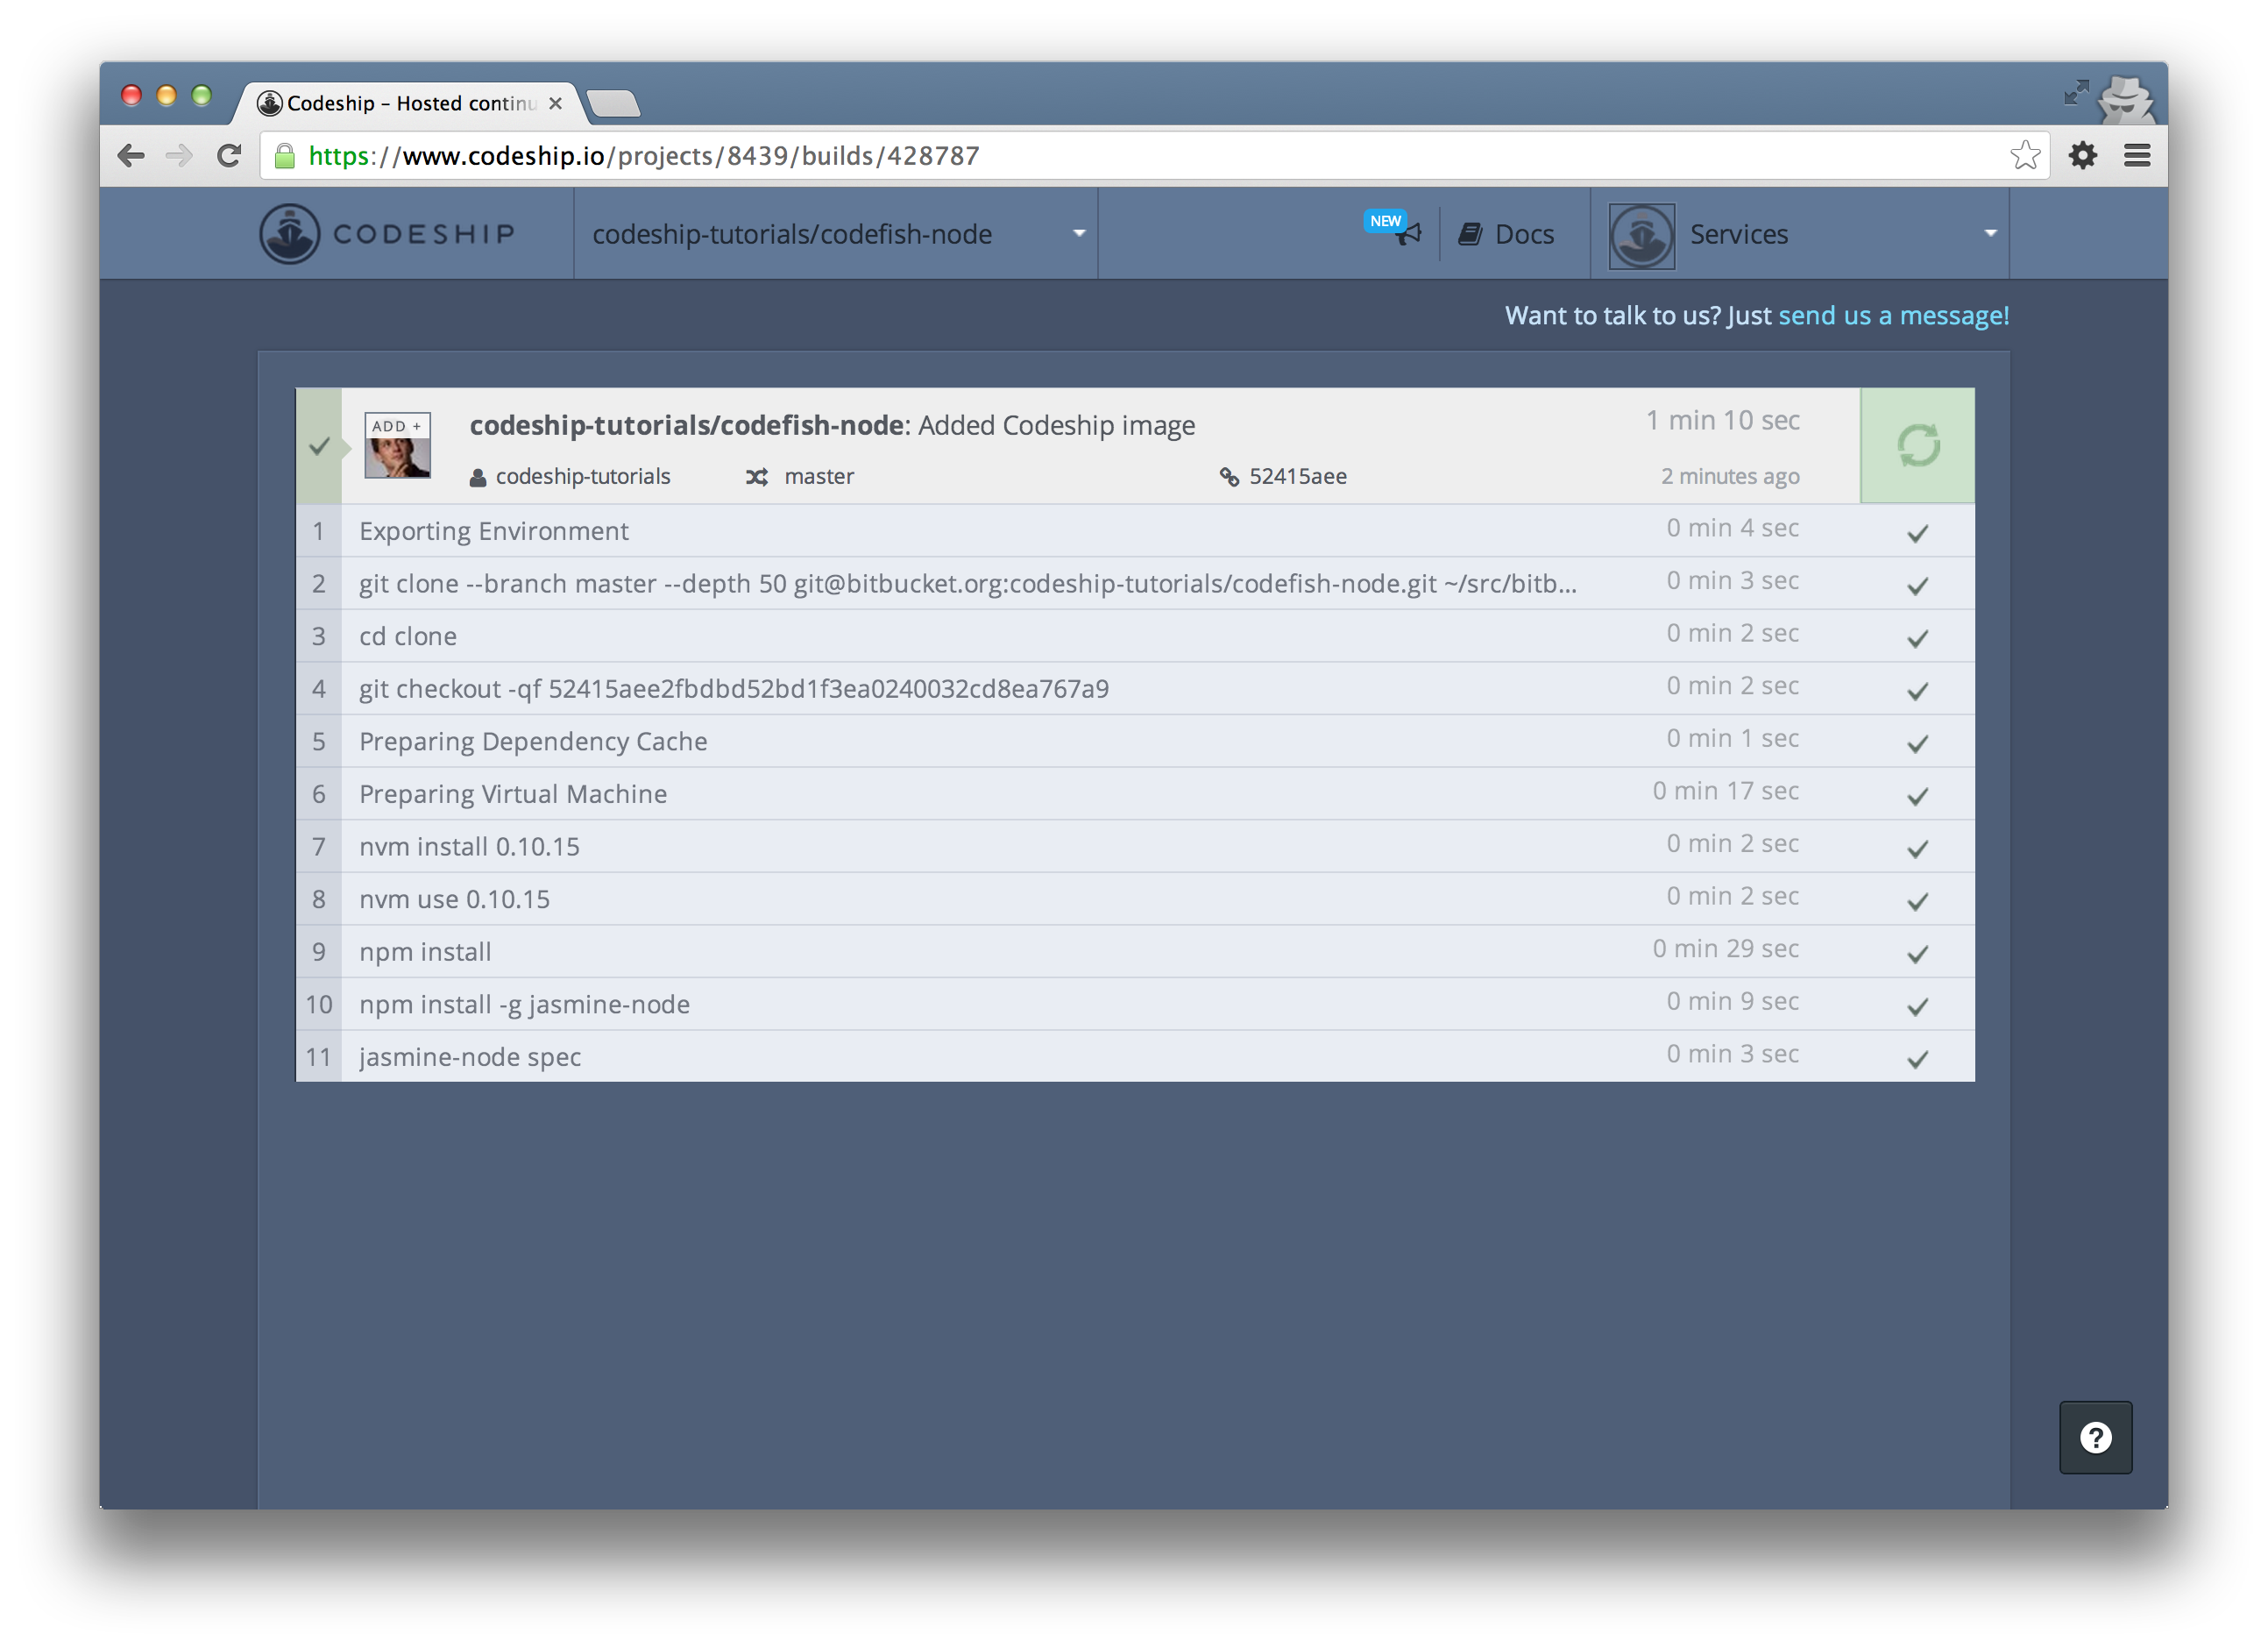 Codeship – Hosted continu
https://www.codeship.io/projects/8439/builds/428787
CODESHIP
codeship-tutorials/codefish-node
NEW
Docs
Services
Want to talk to us? Just send us a message!
ADD +
codeship-tutorials/codefish-node: Added Codeship image
1 min 10 sec
codeship-tutorials master 52415aee 2 minutes ago
1 Exporting Environment 0 min 4 sec
2 git clone --branch master --depth 50 git@bitbucket.org:codeship-tutorials/codefish-node.git ~/src/bitb... 0 min 3 sec
3 cd clone 0 min 2 sec
4 git checkout -qf 52415aee2fbdbd52bd1f3ea0240032cd8ea767a9 0 min 2 sec
5 Preparing Dependency Cache 0 min 1 sec
6 Preparing Virtual Machine 0 min 17 sec
7 nvm install 0.10.15 0 min 2 sec
8 nvm use 0.10.15 0 min 2 sec
9 npm install 0 min 29 sec
10 npm install -g jasmine-node 0 min 9 sec
11 jasmine-node spec 0 min 3 sec
?